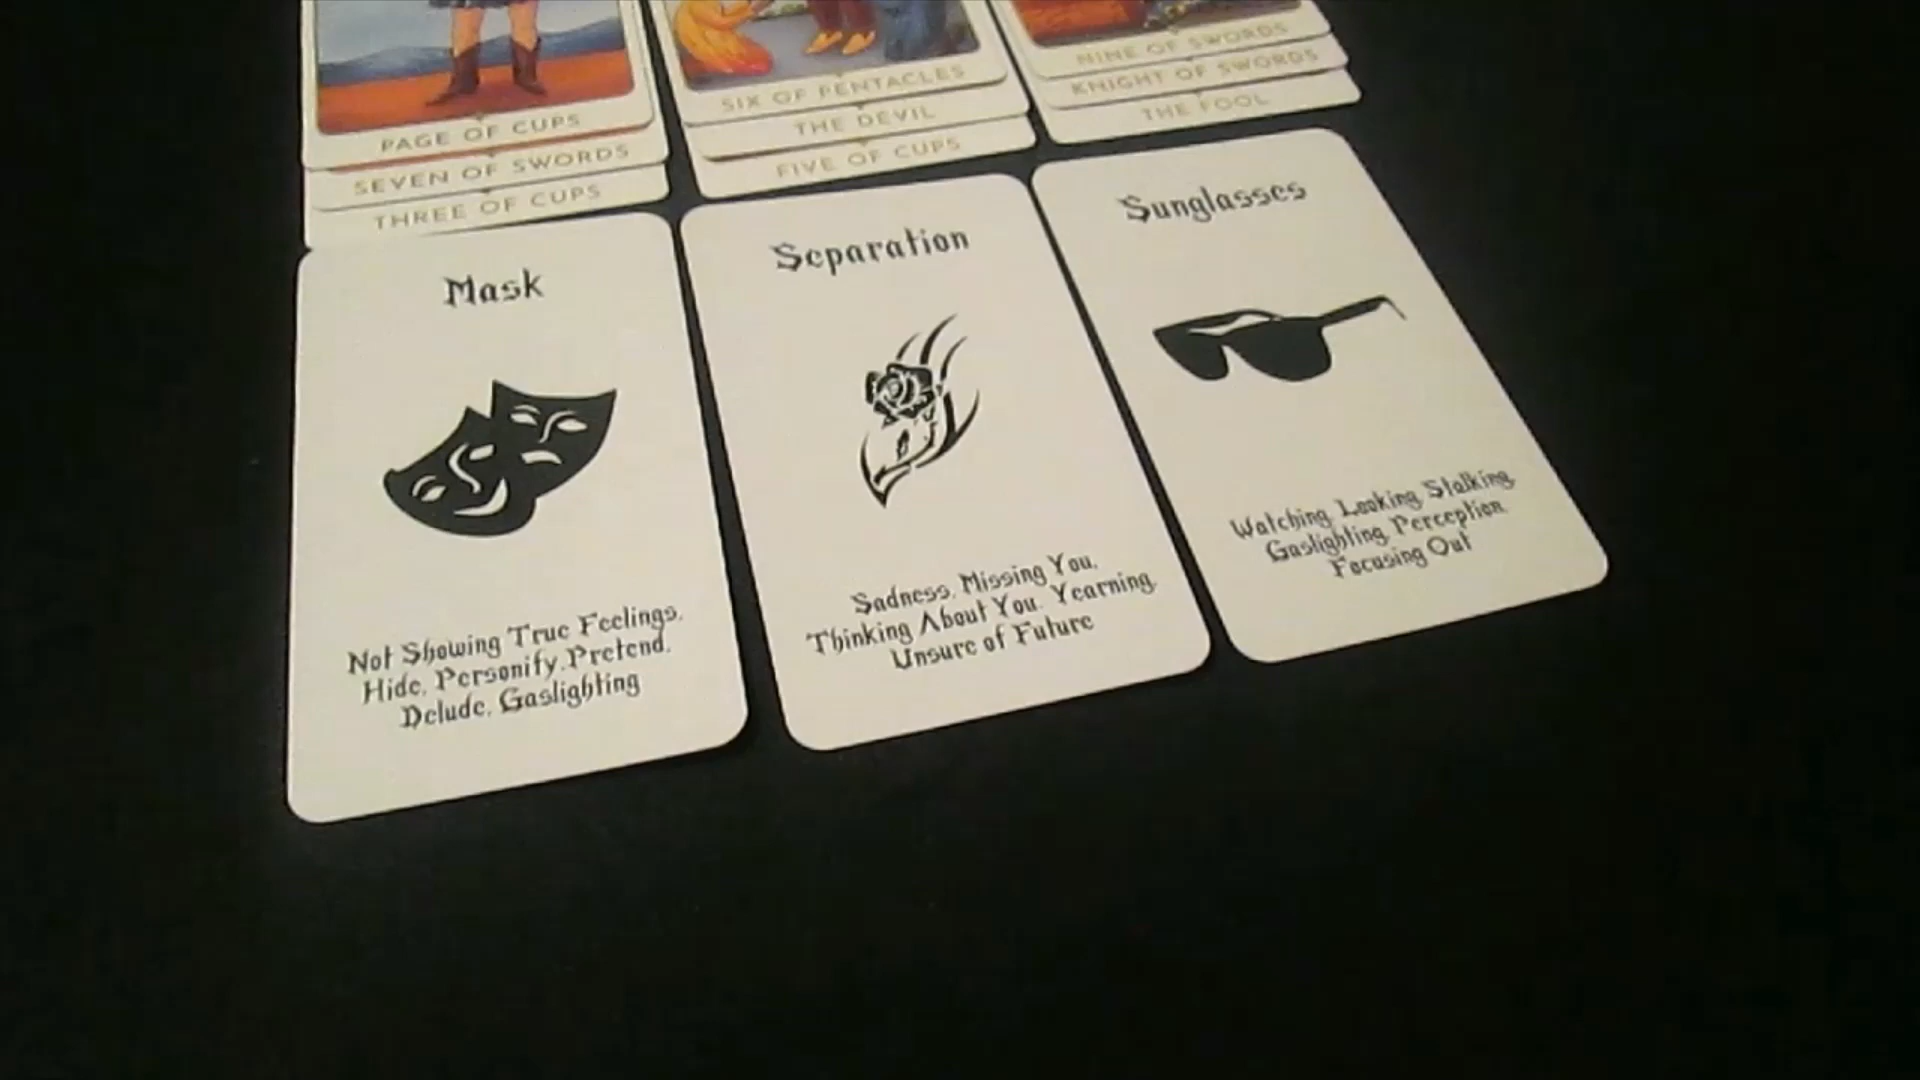 PAGE OF CUPS
SEVEN OF SWORDS
THREE OF CUPS
SIX OF PENTACLES
THE DEVIL
FIVE OF CUPS
NINE OF SWORDS
KNIGHT OF SWORDS
THE FOOL
Mask
Not Showing True Feelings,
Hide, Personify, Pretend,
Delude, Gaslighting
Separation
Sadness, Missing You,
Thinking About You, Yearning,
Unsure of Future
Sunglasses
Watching, Looking, Stalking,
Gaslighting, Perception,
Focusing Out